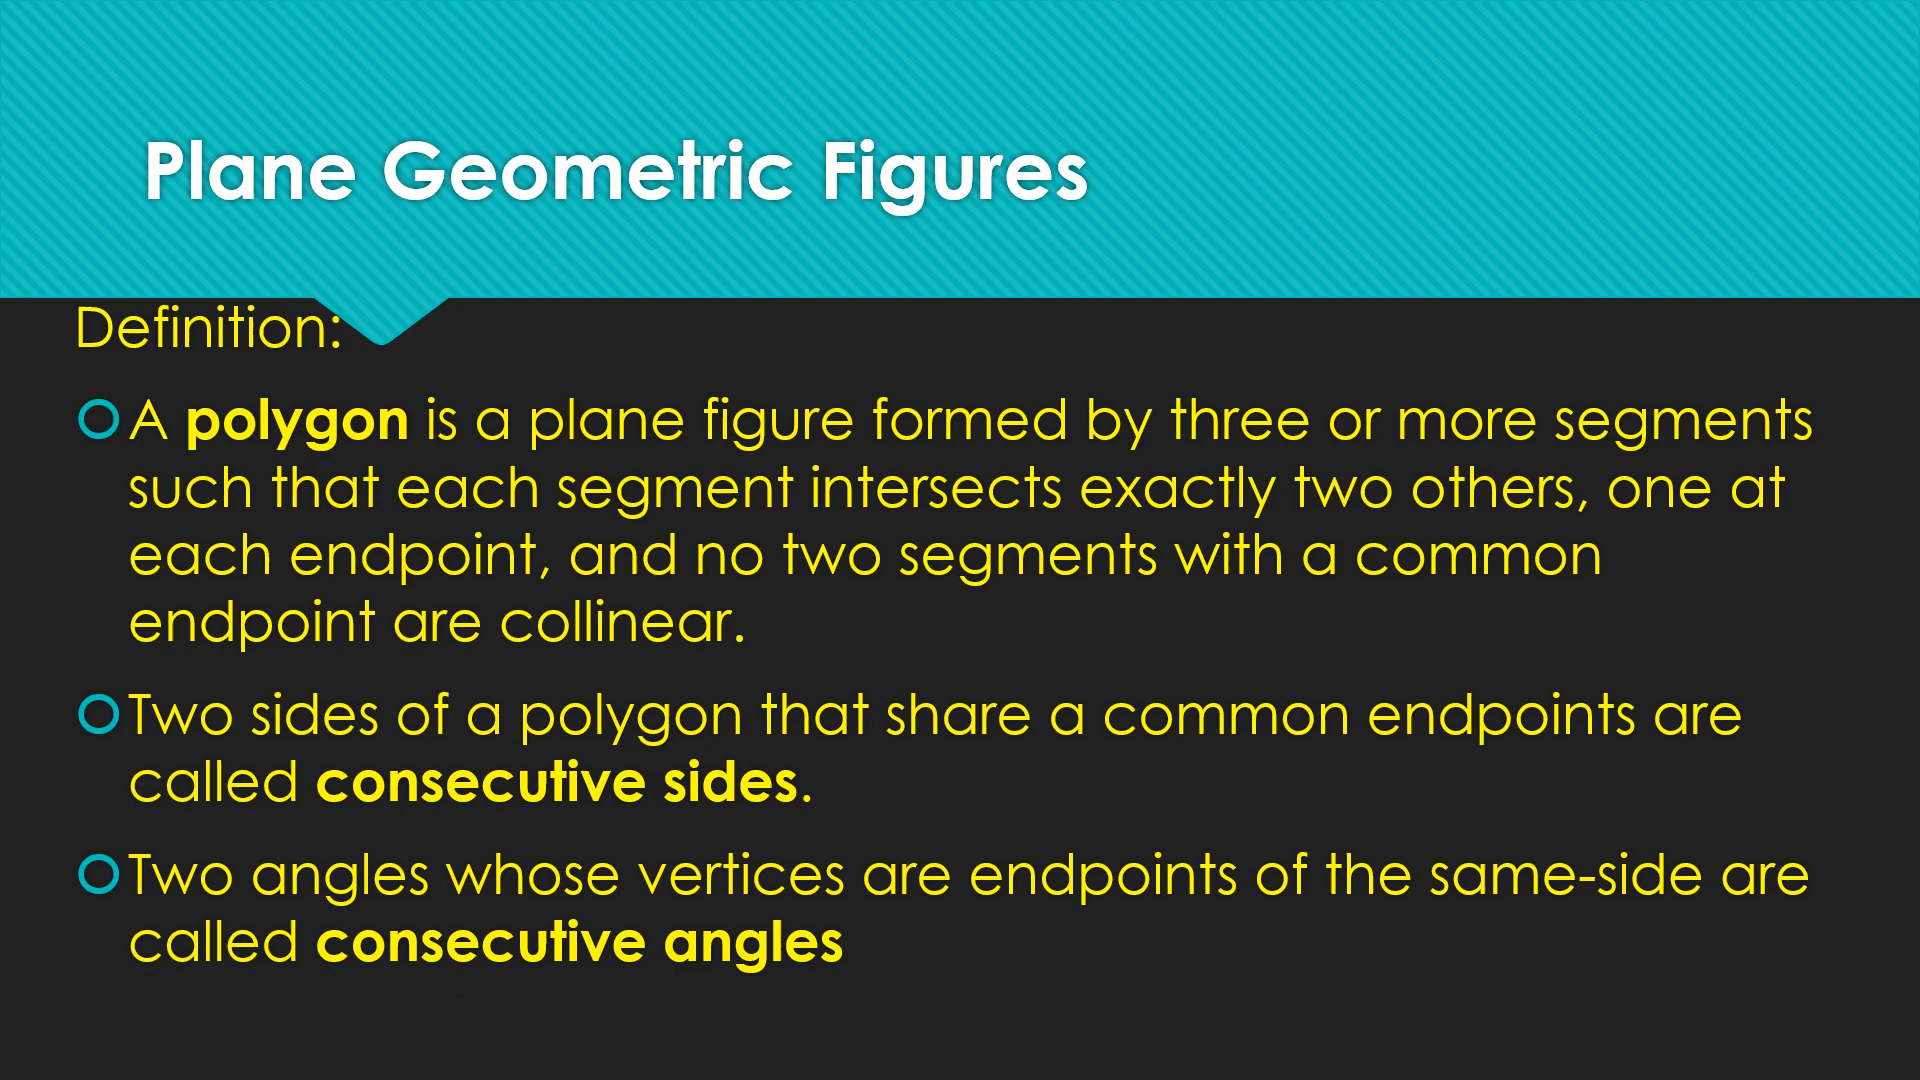 Plane Geometric Figures
Definition:
A polygon is a plane figure formed by three or more segments
such that each segment intersects exactly two others, one at
each endpoint, and no two segments with a common
endpoint are collinear.
Two sides of a polygon that share a common endpoints are
called consecutive sides.
Two angles whose vertices are endpoints of the same-side are
called consecutive angles